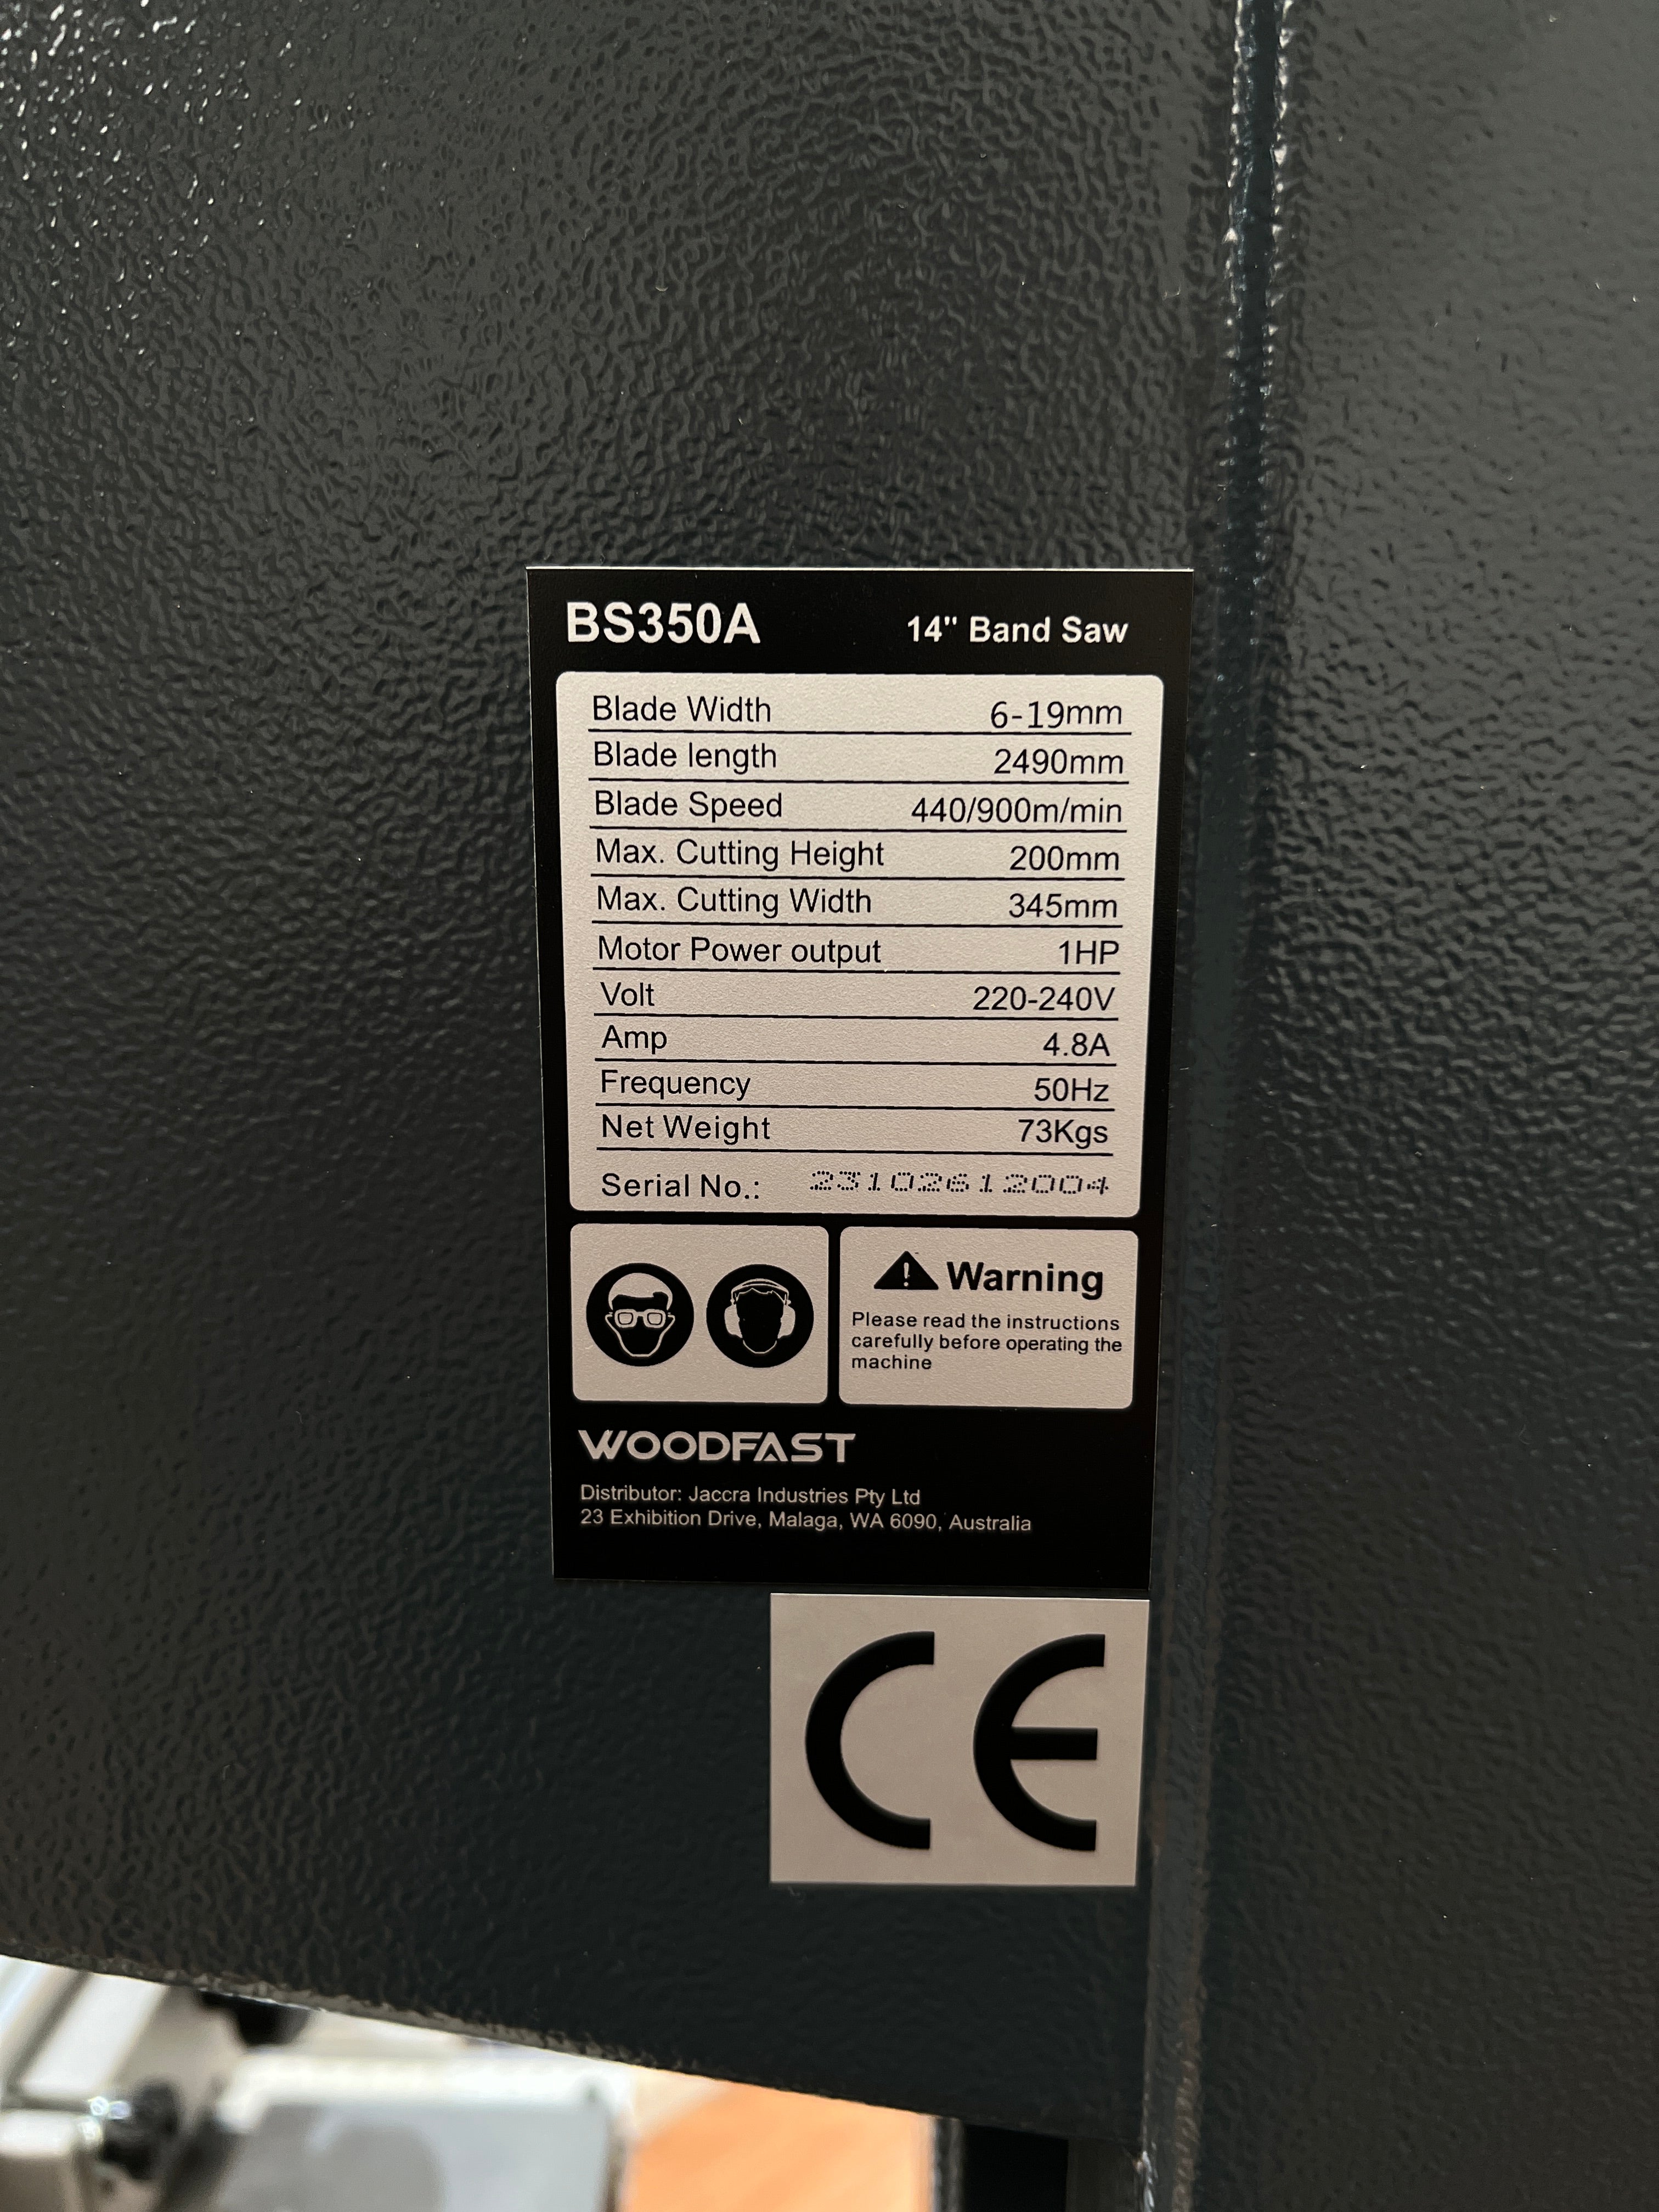 BS350A 14" Band Saw
Blade Width 6-19mm
Blade length 2490mm
Blade Speed 440/900m/min
Max. Cutting Height 200mm
Max. Cutting Width 345mm
Motor Power output 1HP
Volt 220-240V
Amp 4.8A
Frequency 50Hz
Net Weight 73Kgs
Serial No.: 23102612004
Warning
Please read the instructions
carefully before operating the
machine
WOODFAST
Distributor: Jaccra Industries Pty Ltd
23 Exhibition Drive, Malaga, WA 6090, Australia
CE